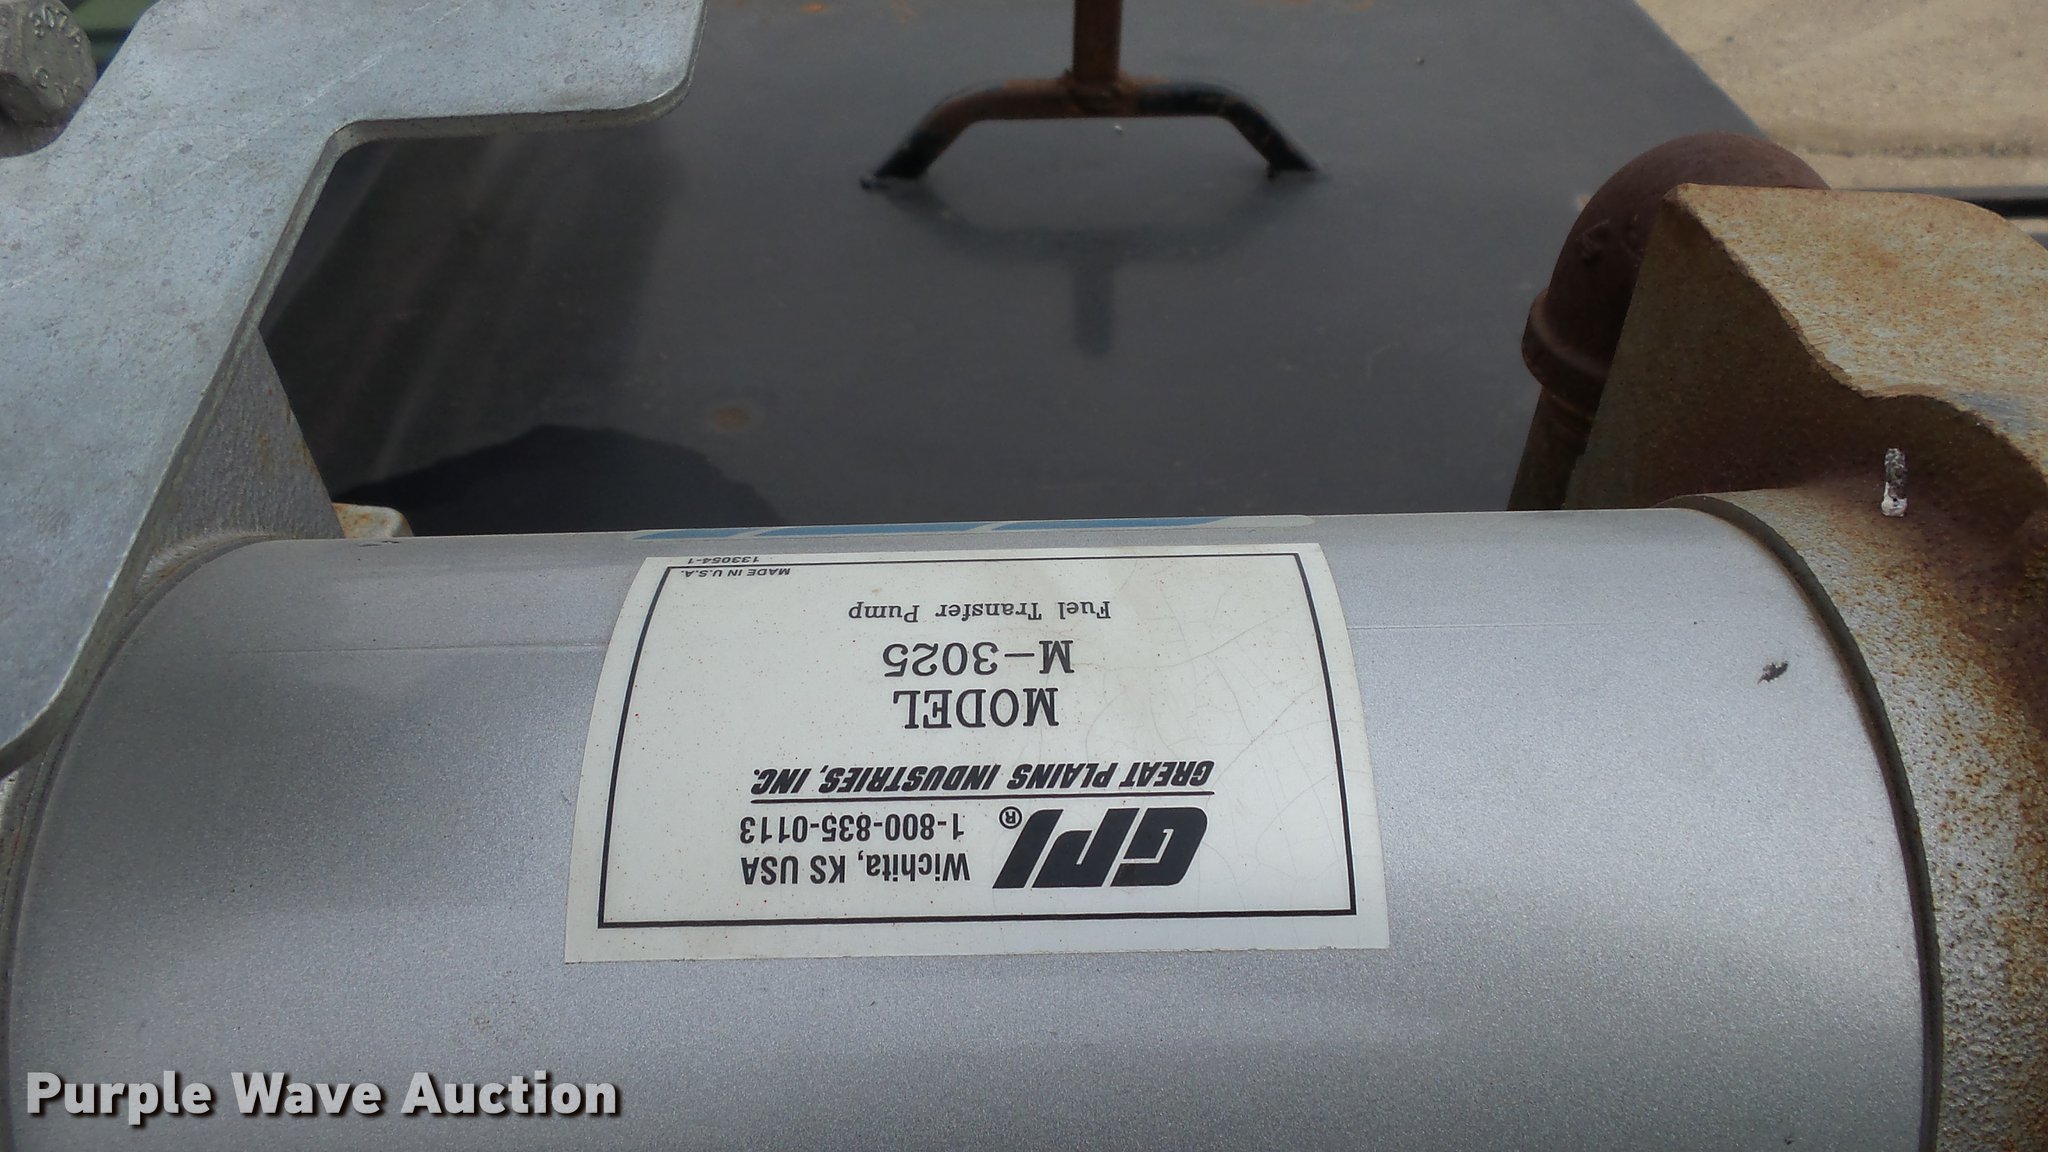 GPI®
Wichita, KS USA
1-800-835-0113
GREAT PLAINS INDUSTRIES, INC.
MODEL
M-3025
Fuel Transfer Pump
MADE IN U.S.A.
133054-1
Purple Wave Auction